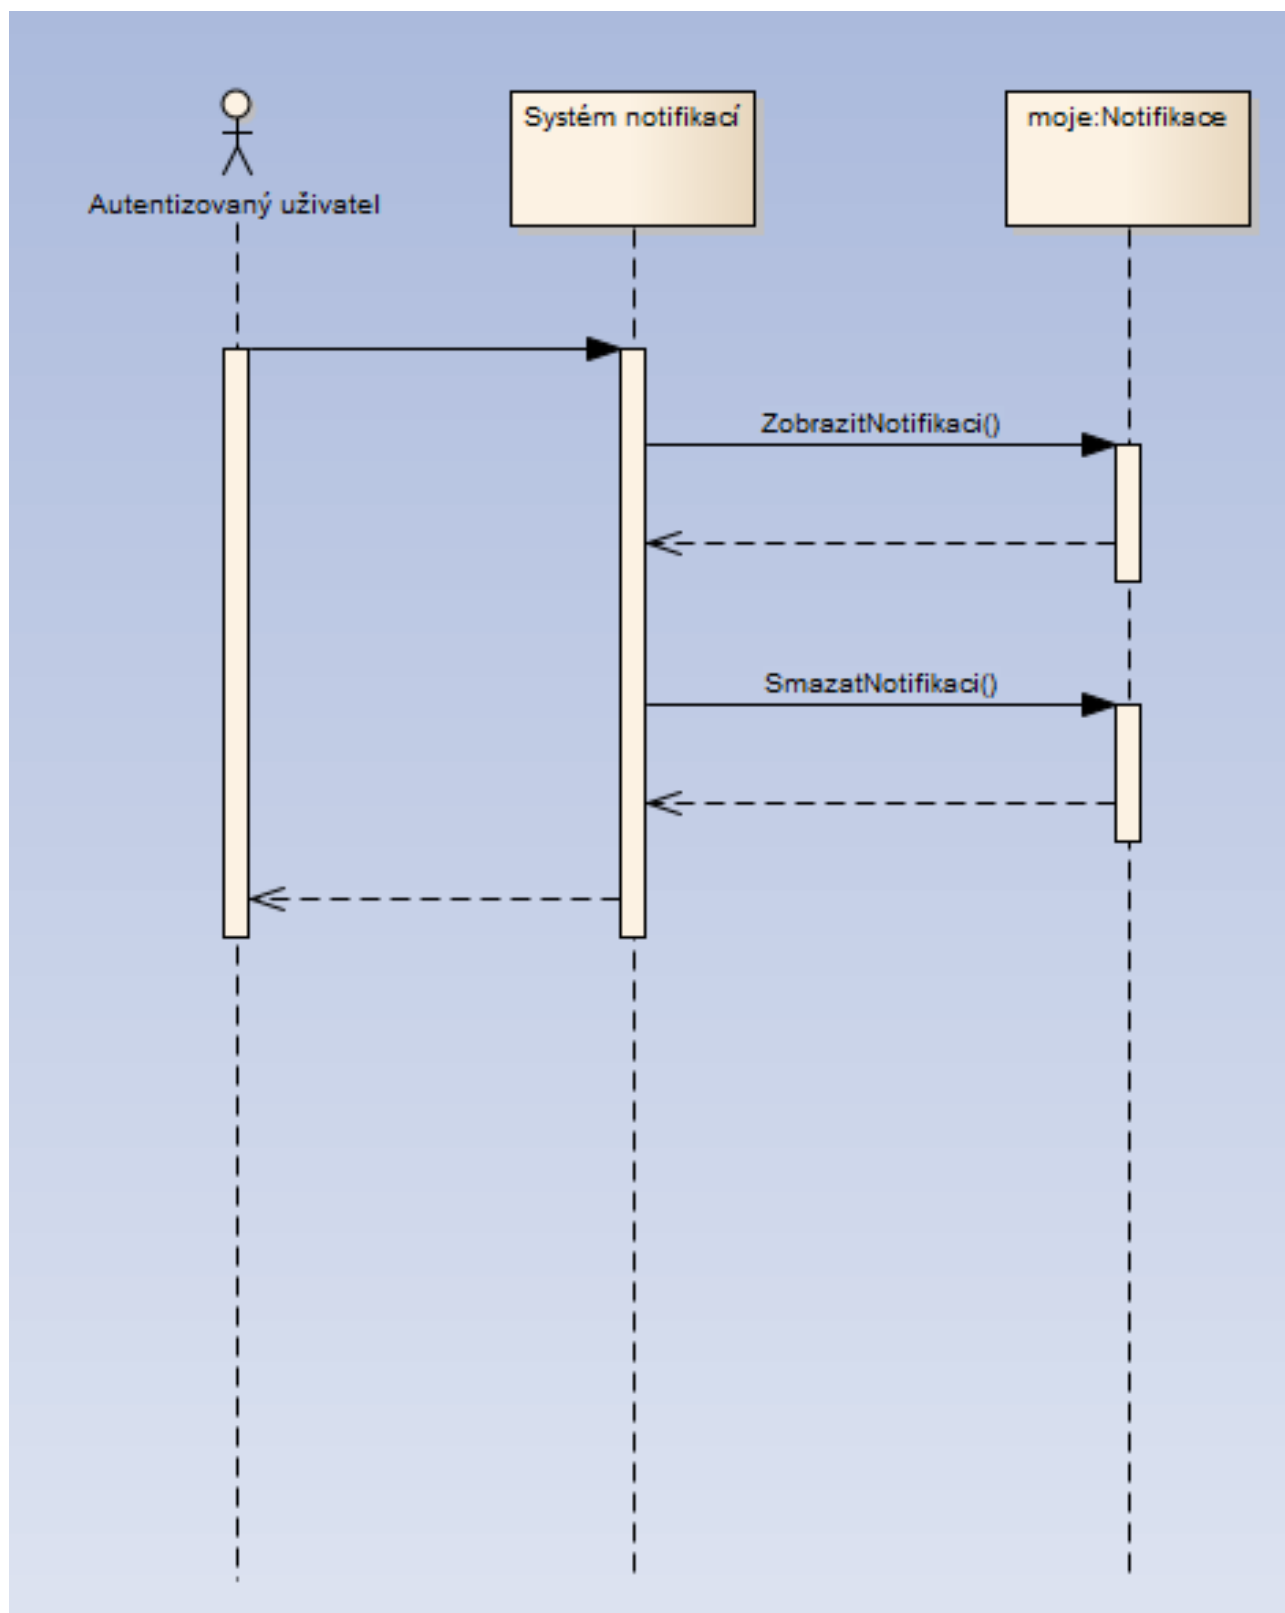 Autentizovaný uživatel
Systém notifikací
moje:Notifikace
ZobrazitNotifikaci()
SmazatNotifikaci()